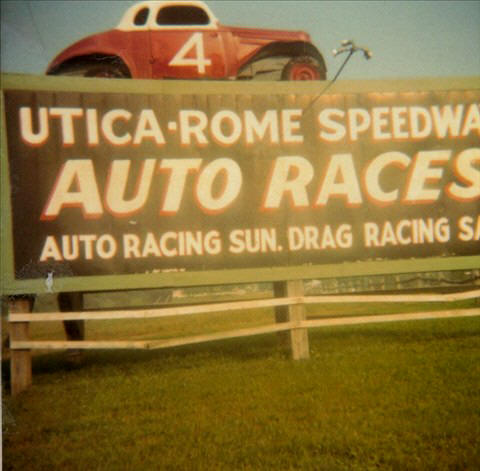 4
UTICA-ROME SPEEDWA
AUTO RACES
AUTO RACING SUN. DRAG RACING SA